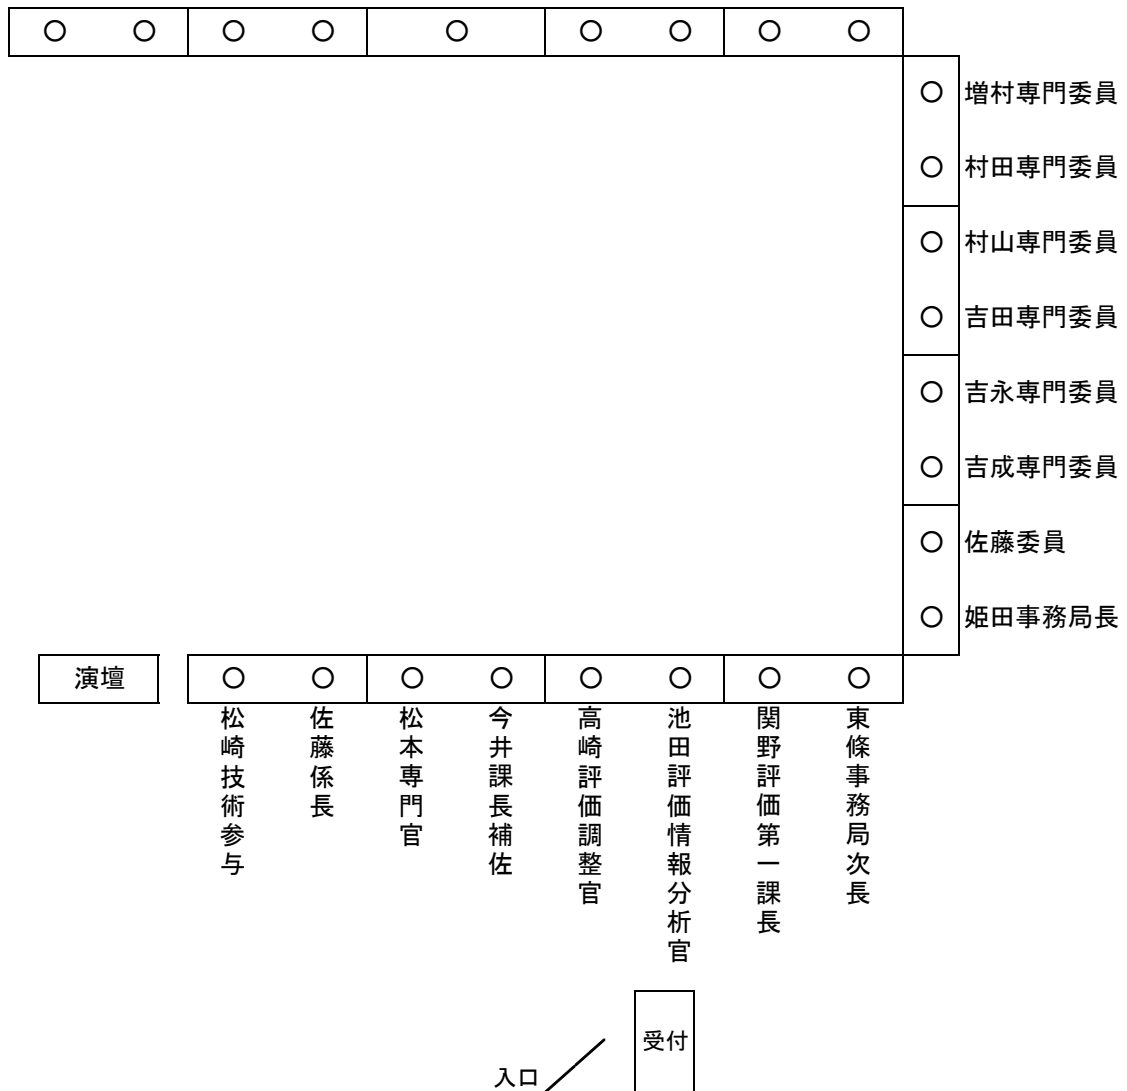 ○ ○ ○ ○ ○ ○ ○ ○ ○
○ 増村専門委員
○ 村田専門委員
○ 村山専門委員
○ 吉田専門委員
○ 吉永専門委員
○ 吉成専門委員
○ 佐藤委員
○ 姫田事務局長
演壇 ○ ○ ○ ○ ○ ○ ○ ○
松崎技術参与
佐藤係長
松本専門官
今井課長補佐
高崎評価調整官
池田評価情報分析官
関野評価第一課長
東條事務局次長
受付
入口